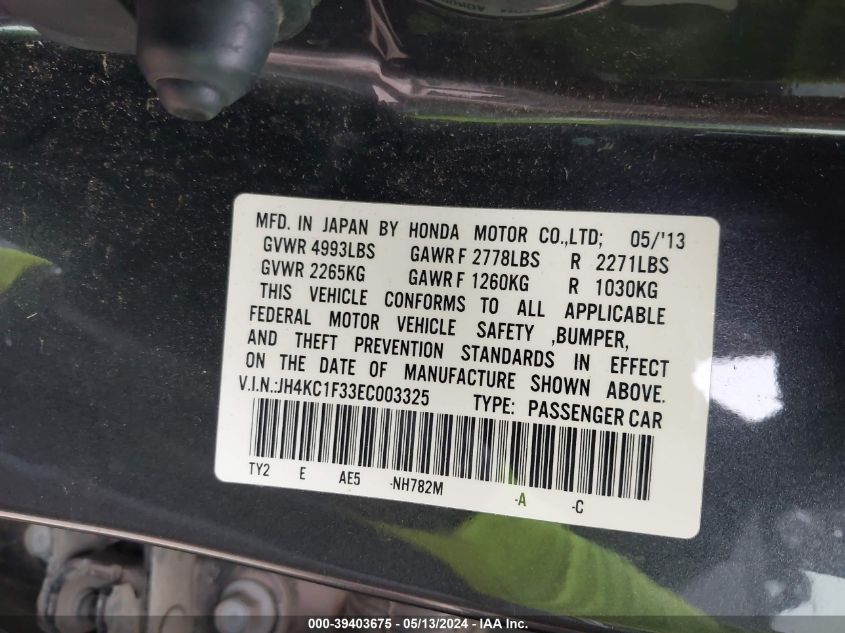 MFD. IN JAPAN BY HONDA MOTOR CO.,LTD; 05/'13
GVWR 4993LBS GAWR F 2778LBS R 2271LBS
GVWR 2265KG GAWR F 1260KG R 1030KG
THIS VEHICLE CONFORMS TO ALL APPLICABLE
FEDERAL MOTOR VEHICLE SAFETY ,BUMPER,
AND THEFT PREVENTION STANDARDS IN EFFECT
ON THE DATE OF MANUFACTURE SHOWN ABOVE.
V.I.N.:JH4KC1F33EC003325 TYPE: PASSENGER CAR
TY2 E AE5 -NH782M -A -C
000-39403675 - 05/13/2024 - IAA Inc.